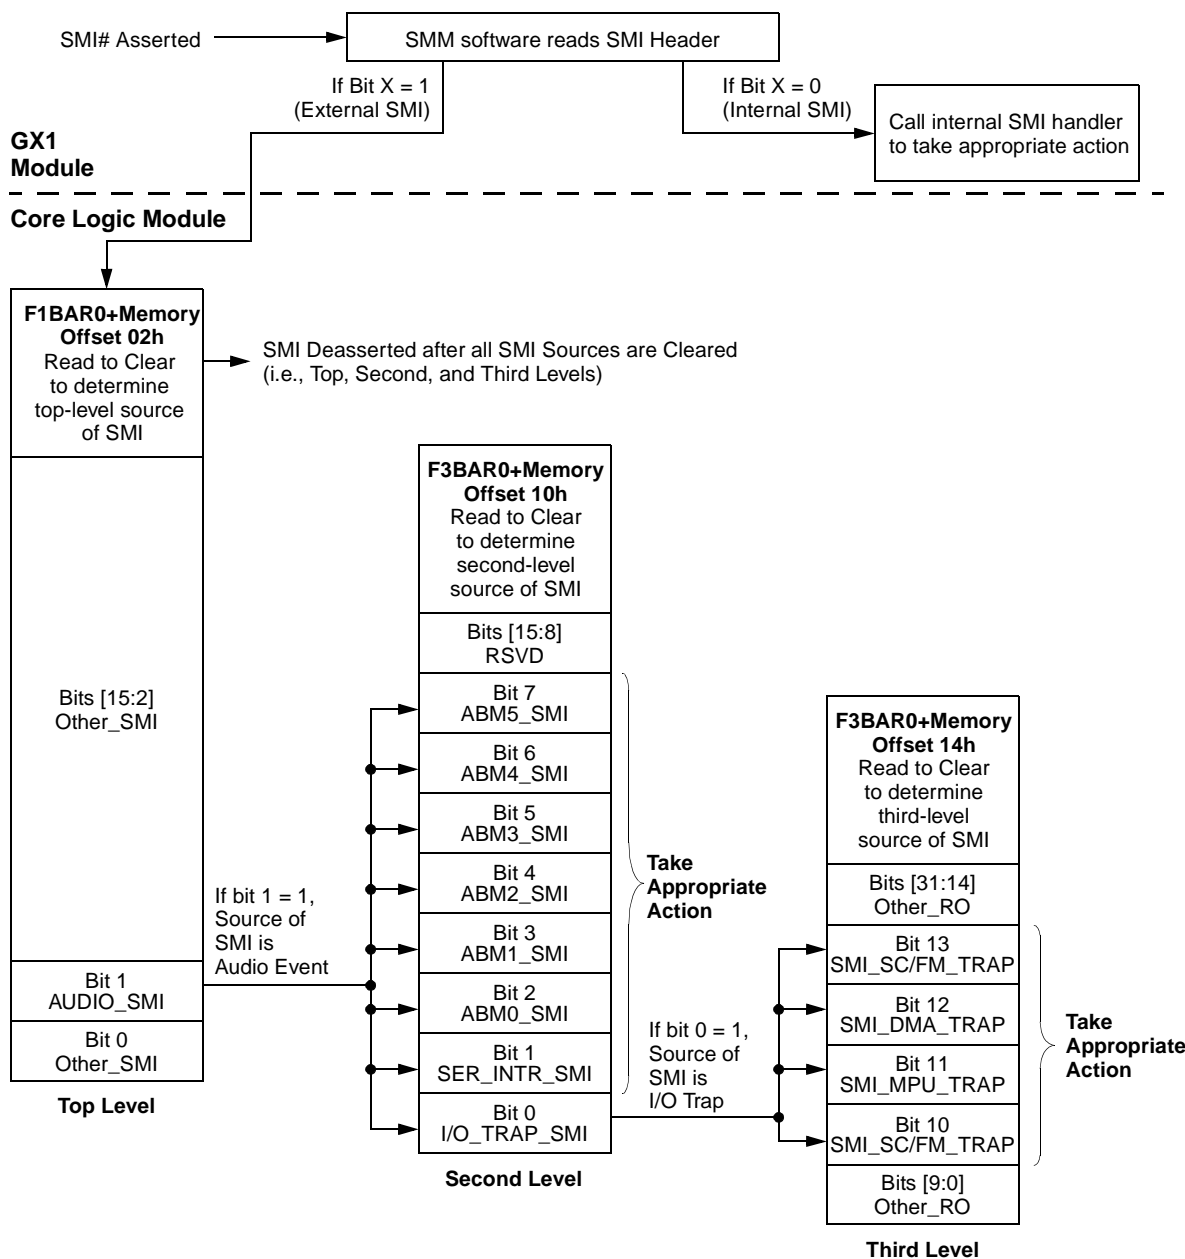 SMI# Asserted
SMM software reads SMI Header
If Bit X = 1
(External SMI)
If Bit X = 0
(Internal SMI)
Call internal SMI handler
to take appropriate action
GX1
Module
Core Logic Module
F1BAR0+Memory
Offset 02h
Read to Clear
to determine
top-level source
of SMI
SMI Deasserted after all SMI Sources are Cleared
(i.e., Top, Second, and Third Levels)
Bits [15:2]
Other_SMI
Bit 1
AUDIO_SMI
Bit 0
Other_SMI
Top Level
If bit 1 = 1,
Source of
SMI is
Audio Event
F3BAR0+Memory
Offset 10h
Read to Clear
to determine
second-level
source of SMI
Bits [15:8]
RSVD
Bit 7
ABM5_SMI
Bit 6
ABM4_SMI
Bit 5
ABM3_SMI
Bit 4
ABM2_SMI
Bit 3
ABM1_SMI
Bit 2
ABM0_SMI
Bit 1
SER_INTR_SMI
Bit 0
I/O_TRAP_SMI
Second Level
Take
Appropriate
Action
If bit 0 = 1,
Source of
SMI is
I/O Trap
F3BAR0+Memory
Offset 14h
Read to Clear
to determine
third-level
source of SMI
Bits [31:14]
Other_RO
Bit 13
SMI_SC/FM_TRAP
Bit 12
SMI_DMA_TRAP
Bit 11
SMI_MPU_TRAP
Bit 10
SMI_SC/FM_TRAP
Bits [9:0]
Other_RO
Third Level
Take
Appropriate
Action